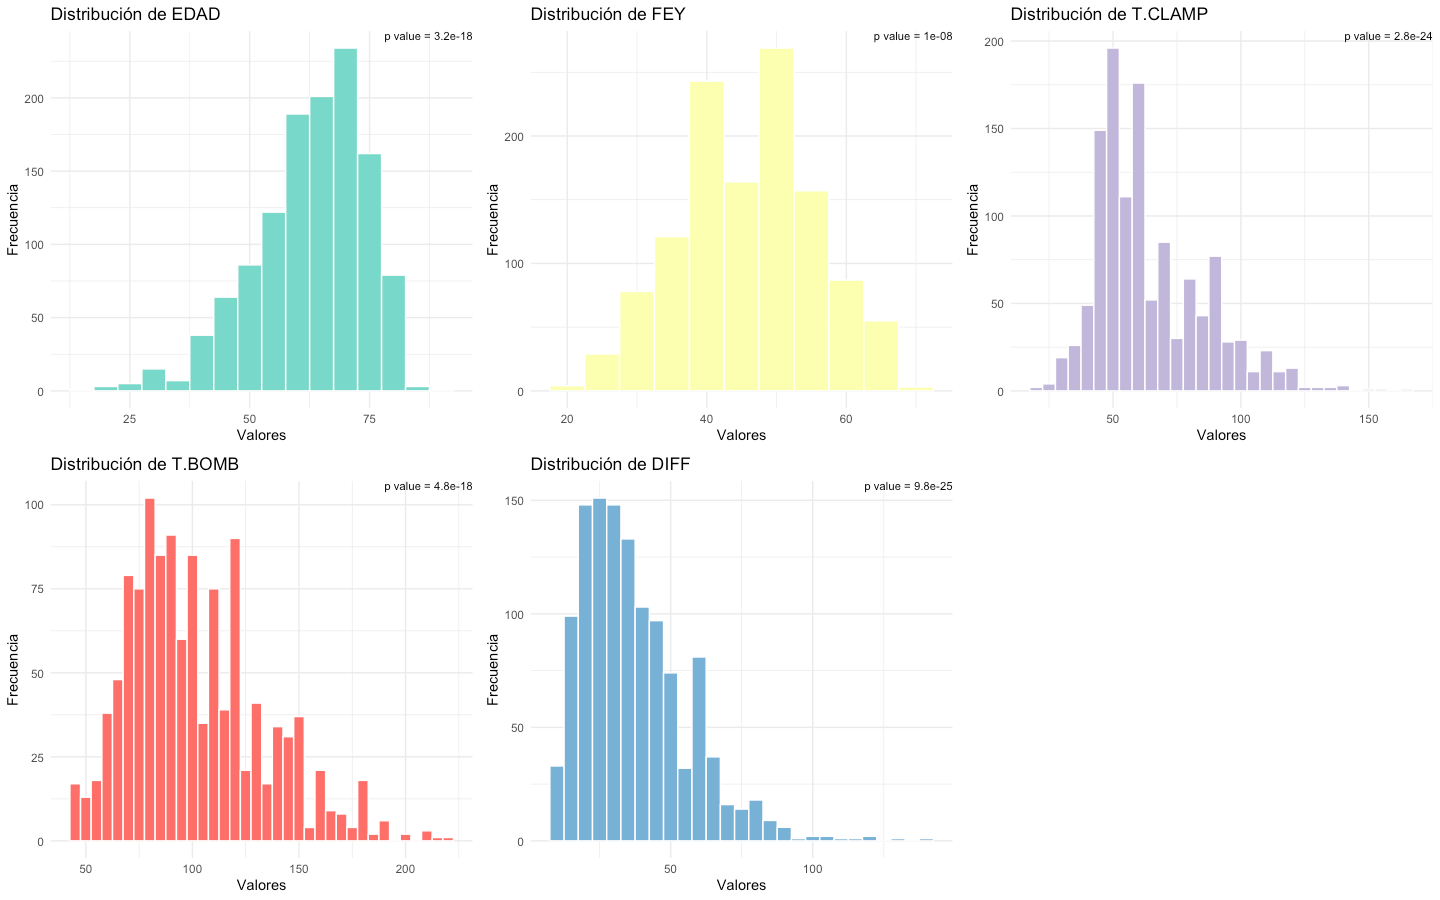 Distribución de EDAD
p value = 3.2e-18
Frecuencia
200
150
100
50
0
25
50
75
Valores
Distribución de FEY
p value = 1e-08
Frecuencia
200
100
0
20
40
60
Valores
Distribución de T.CLAMP
p value = 2.8e-24
Frecuencia
200
150
100
50
0
50
100
150
Valores
Distribución de T.BOMB
p value = 4.8e-18
Frecuencia
100
75
50
25
0
50
100
150
200
Valores
Distribución de DIFF
p value = 9.8e-25
Frecuencia
150
100
50
0
50
100
Valores